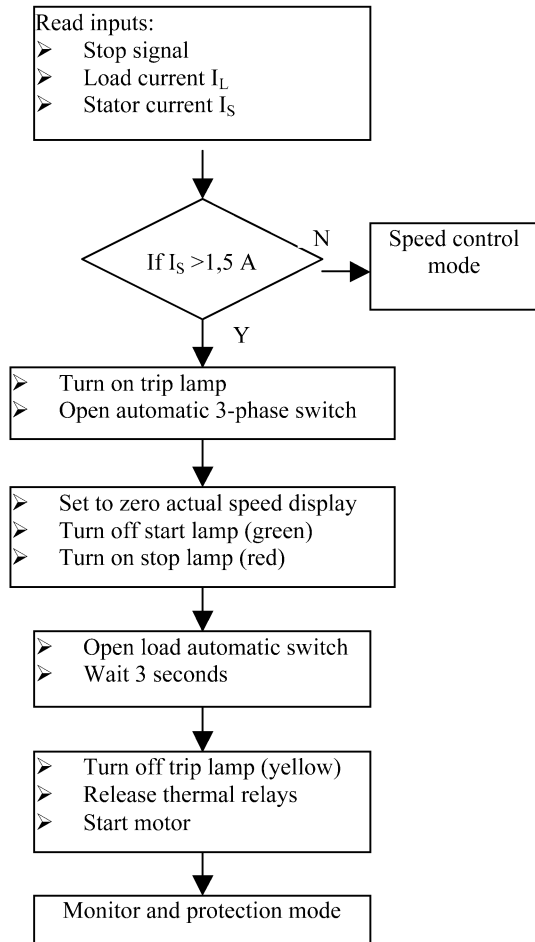 Read inputs:
➢ Stop signal
➢ Load current I_L
➢ Stator current I_S
If I_S >1,5 A
N
Speed control
mode
Y
➢ Turn on trip lamp
➢ Open automatic 3-phase switch
➢ Set to zero actual speed display
➢ Turn off start lamp (green)
➢ Turn on stop lamp (red)
➢ Open load automatic switch
➢ Wait 3 seconds
➢ Turn off trip lamp (yellow)
➢ Release thermal relays
➢ Start motor
Monitor and protection mode